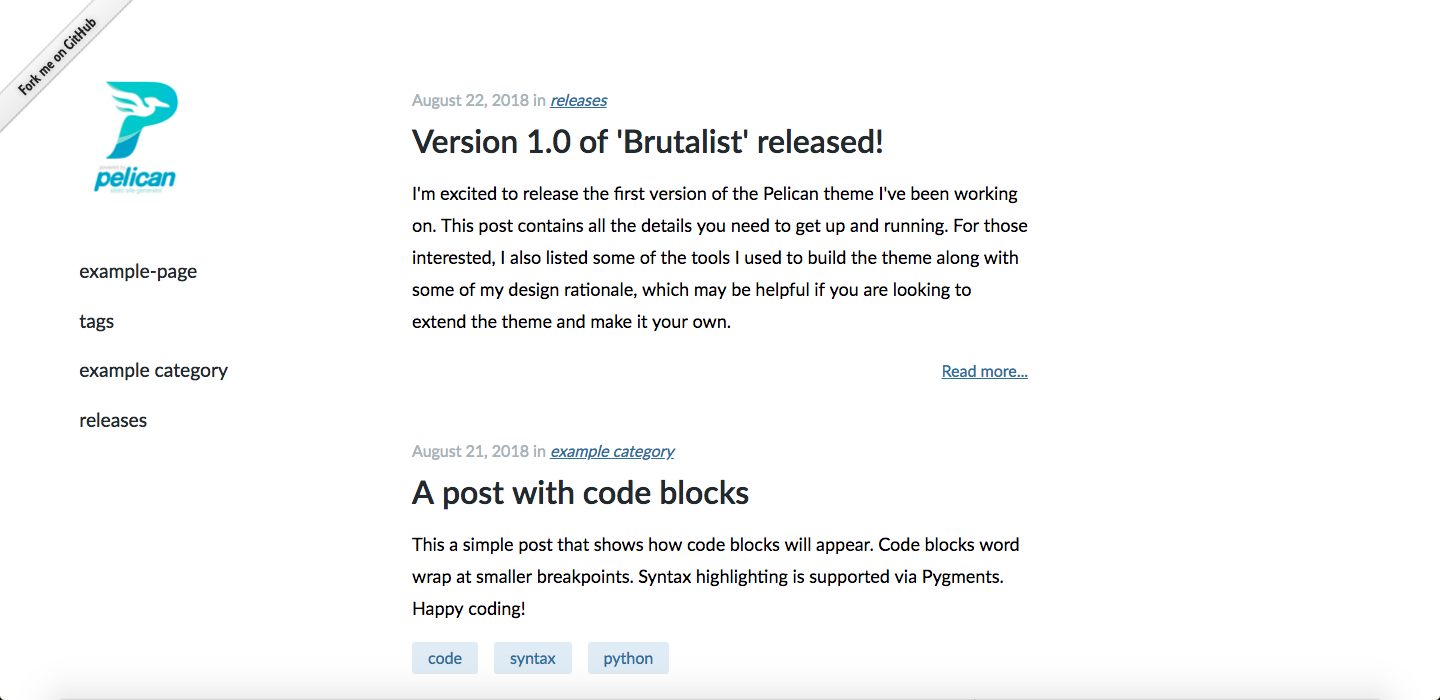 Fork me on GitHub
powered by
pelican
static site generator
example-page
tags
example category
releases
August 22, 2018 in releases
Version 1.0 of 'Brutalist' released!
I'm excited to release the first version of the Pelican theme I've been working
on. This post contains all the details you need to get up and running. For those
interested, I also listed some of the tools I used to build the theme along with
some of my design rationale, which may be helpful if you are looking to
extend the theme and make it your own.
Read more...
August 21, 2018 in example category
A post with code blocks
This a simple post that shows how code blocks will appear. Code blocks word
wrap at smaller breakpoints. Syntax highlighting is supported via Pygments.
Happy coding!
code syntax python